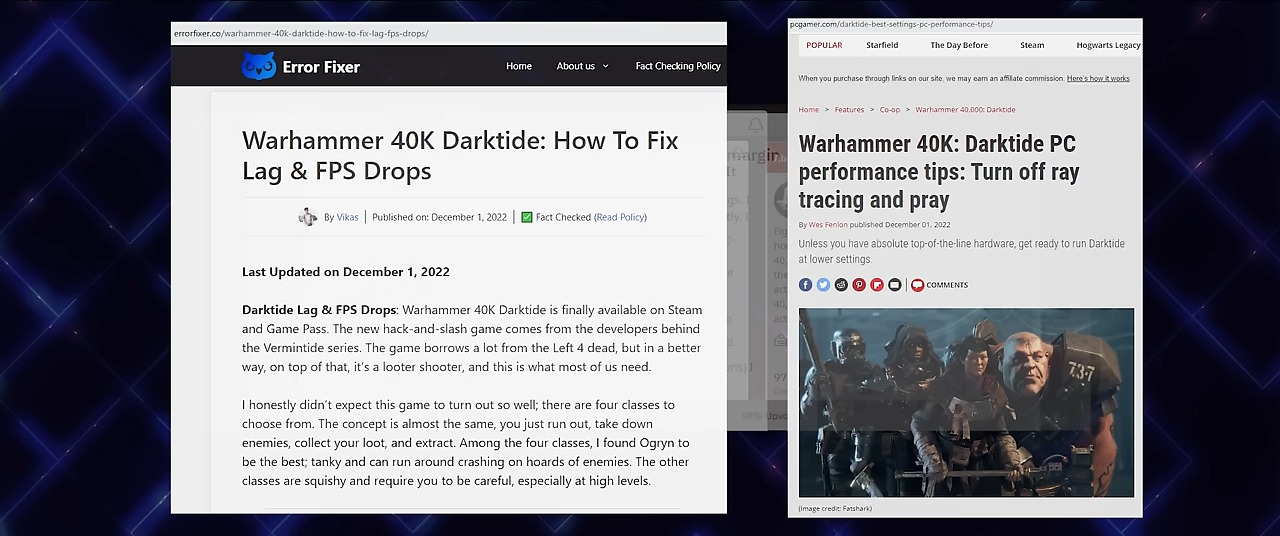 errorfixer.co/warhammer-40k-darktide-how-to-fix-lag-fps-drops/
Error Fixer
Home About us Fact Checking Policy
Warhammer 40K Darktide: How To Fix
Lag & FPS Drops
By Vikas | Published on: December 1, 2022 | ✅ Fact Checked (Read Policy)
Last Updated on December 1, 2022
Darktide Lag & FPS Drops: Warhammer 40K Darktide is finally available on Steam
and Game Pass. The new hack-and-slash game comes from the developers behind
the Vermintide series. The game borrows a lot from the Left 4 dead, but in a better
way, on top of that, it's a looter shooter, and this is what most of us need.
I honestly didn't expect this game to turn out so well; there are four classes to
choose from. The concept is almost the same, you just run out, take down
enemies, collect your loot, and extract. Among the four classes, I found Ogryn to
be the best; tanky and can run around crashing on hoards of enemies. The other
classes are squishy and require you to be careful, especially at high levels.
margin
It
pcgamer.com/darktide-best-settings-pc-performance-tips/
POPULAR Starfield The Day Before Steam Hogwarts Legacy
When you purchase through links on our site, we may earn an affiliate commission. Here's how it works.
Home > Features > Co-op > Warhammer 40,000: Darktide
Warhammer 40K: Darktide PC
performance tips: Turn off ray
tracing and pray
By Wes Fenlon published December 01, 2022
Unless you have absolute top-of-the-line hardware, get ready to run Darktide
at lower settings.
COMMENTS
73-7
(Image credit: Fatshark)